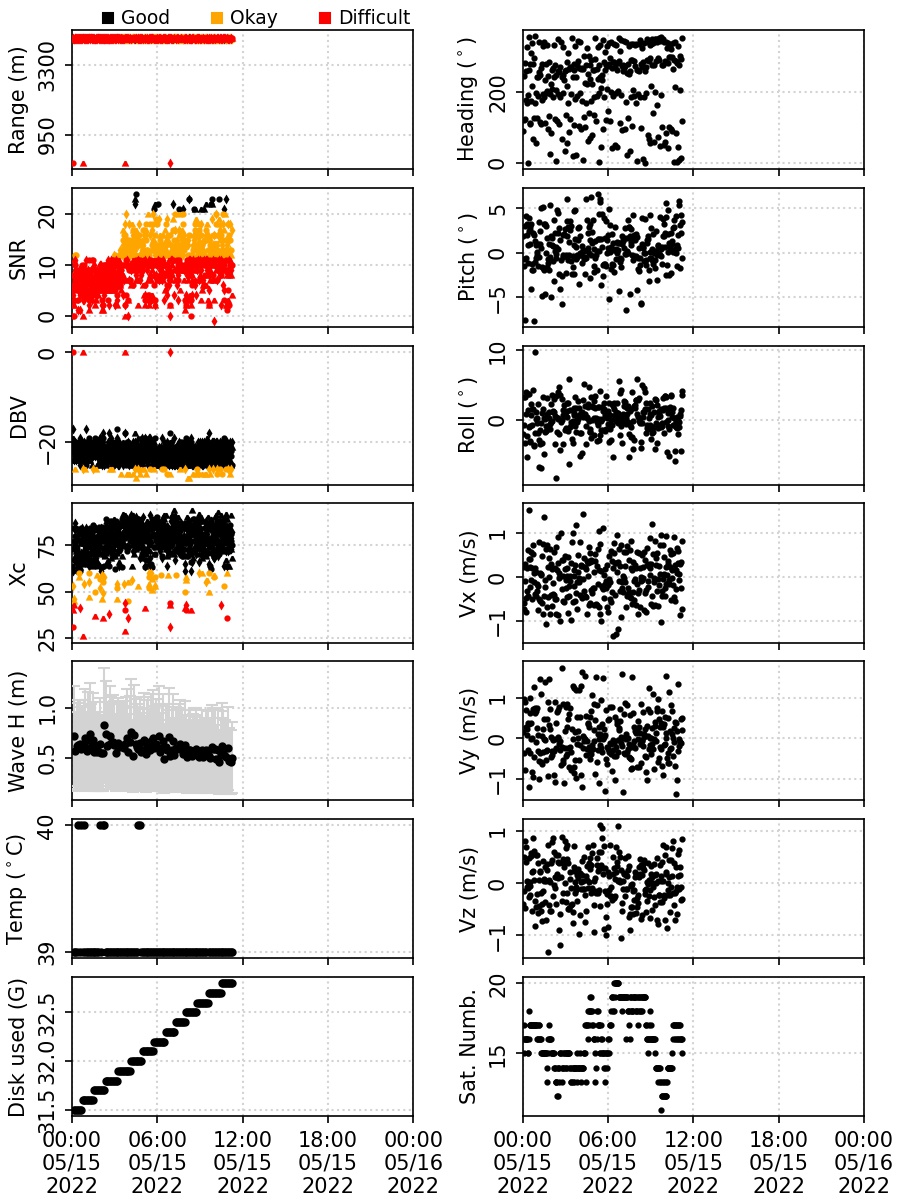 Good Okay Difficult
Range (m)
3300
950
Heading (°)
200
0
SNR
20
10
0
Pitch (°)
5
0
−5
DBV
0
−20
Roll (°)
10
0
Xc
75
50
25
Vx (m/s)
1
0
−1
Wave H (m)
1.0
0.5
Vy (m/s)
1
0
−1
Temp (°C)
40
39
Vz (m/s)
1
0
−1
Disk used (G)
32.5
32.0
31.5
Sat. Numb.
20
15
00:00 06:00 12:00 18:00 00:00
05/15 05/15 05/15 05/15 05/16
2022 2022 2022 2022 2022
00:00 06:00 12:00 18:00 00:00
05/15 05/15 05/15 05/15 05/16
2022 2022 2022 2022 2022